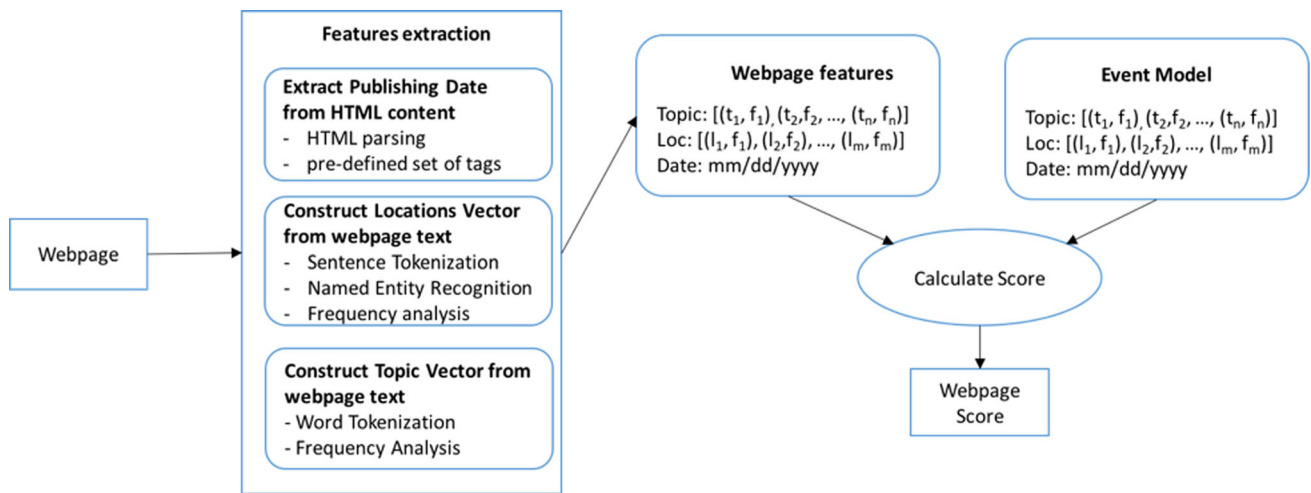 Webpage
Features extraction
Extract Publishing Date
from HTML content
- HTML parsing
- pre-defined set of tags
Construct Locations Vector
from webpage text
- Sentence Tokenization
- Named Entity Recognition
- Frequency analysis
Construct Topic Vector from
webpage text
- Word Tokenization
- Frequency Analysis
Webpage features
Topic: [(t₁, f₁), (t₂,f₂, ..., (tₙ, fₙ)]
Loc: [(l₁, f₁), (l₂,f₂), ..., (lₘ, fₘ)]
Date: mm/dd/yyyy
Event Model
Topic: [(t₁, f₁), (t₂,f₂, ..., (tₙ, fₙ)]
Loc: [(l₁, f₁), (l₂,f₂), ..., (lₘ, fₘ)]
Date: mm/dd/yyyy
Calculate Score
Webpage
Score